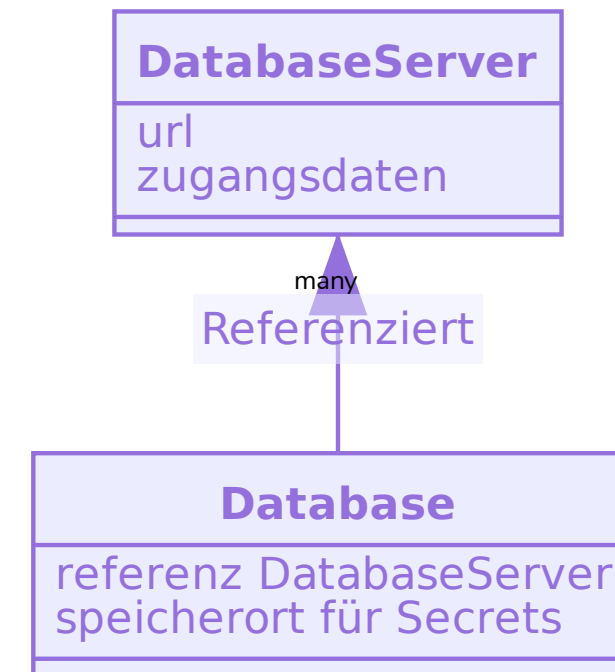 DatabaseServer
url
zugangsdaten
many
Referenziert
Database
referenz DatabaseServer
speicherort für Secrets